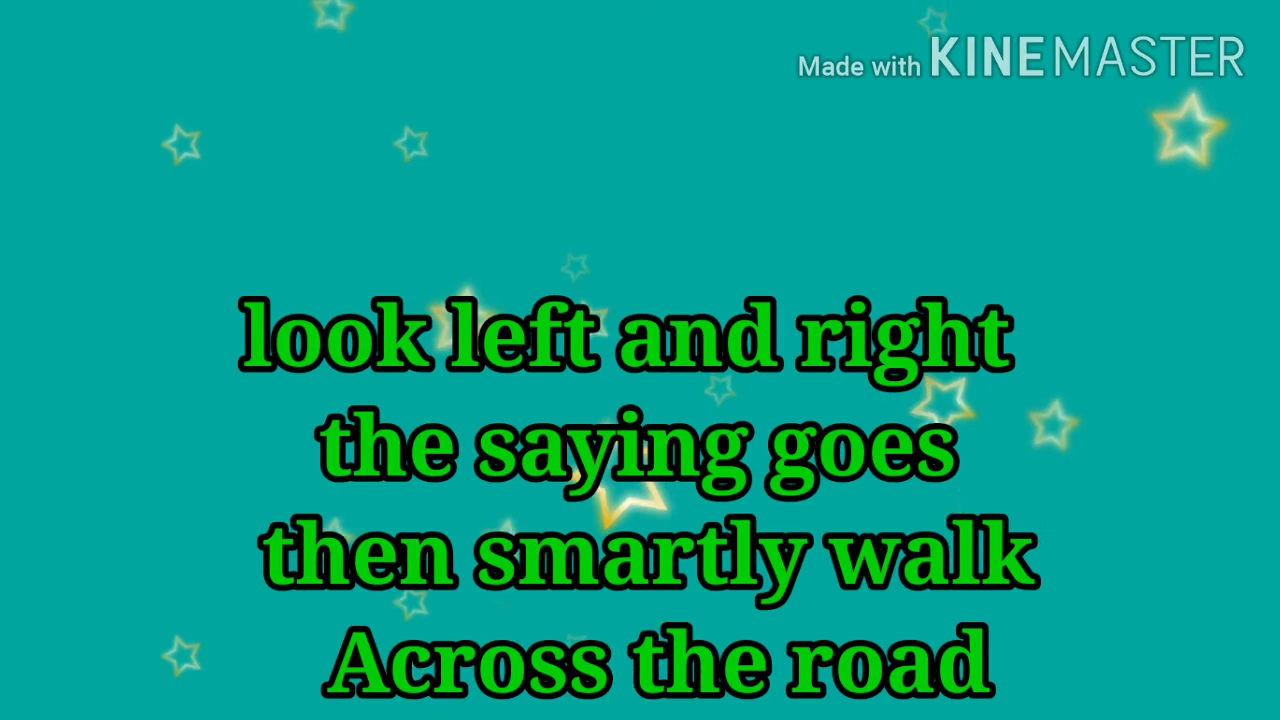 Made with KINEMASTER
look left and right
the saying goes
then smartly walk
Across the road